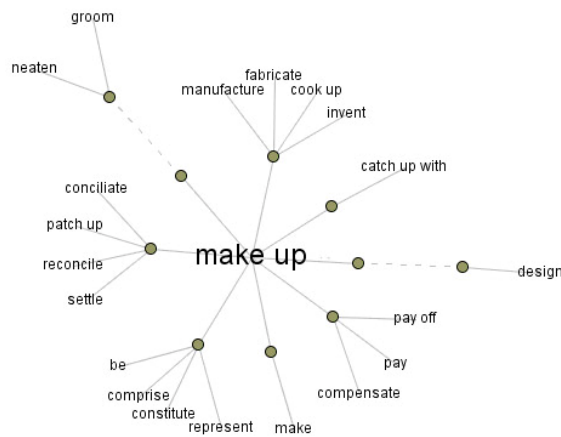 groom
neaten
fabricate
manufacture
cook up
invent
catch up with
conciliate
patch up
reconcile
settle
make up
design
pay off
pay
compensate
be
comprise
constitute
represent
make